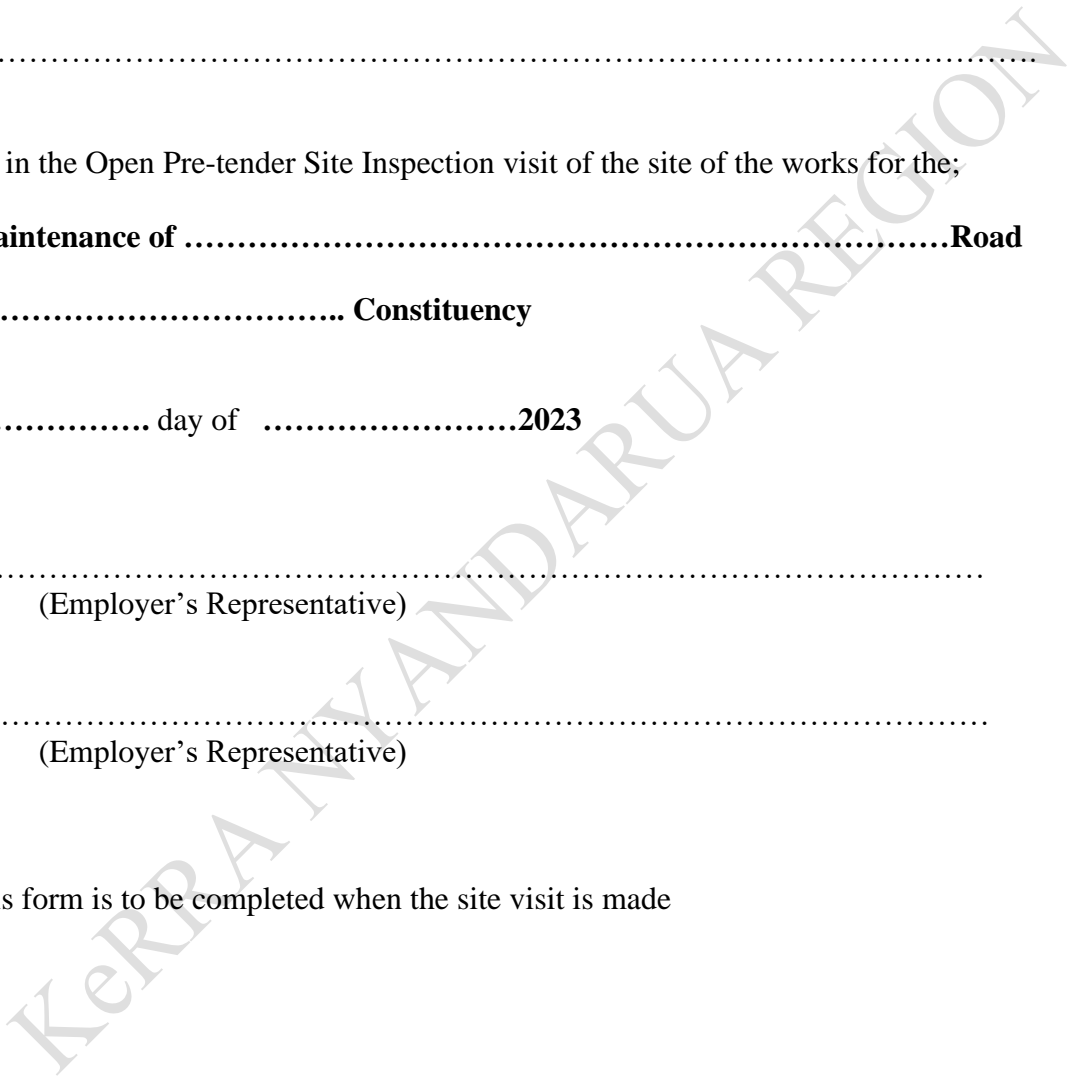 ……………………………………………………………………………………………….
in the Open Pre-tender Site Inspection visit of the site of the works for the;
aintenance of ………………………………………………………………Road
………………………….. Constituency
……………. day of ……………………2023
…………………………………………………………………………………………
(Employer’s Representative)
…………………………………………………………………………………………
(Employer’s Representative)
s form is to be completed when the site visit is made
KeRRA NYANDARUA REGION